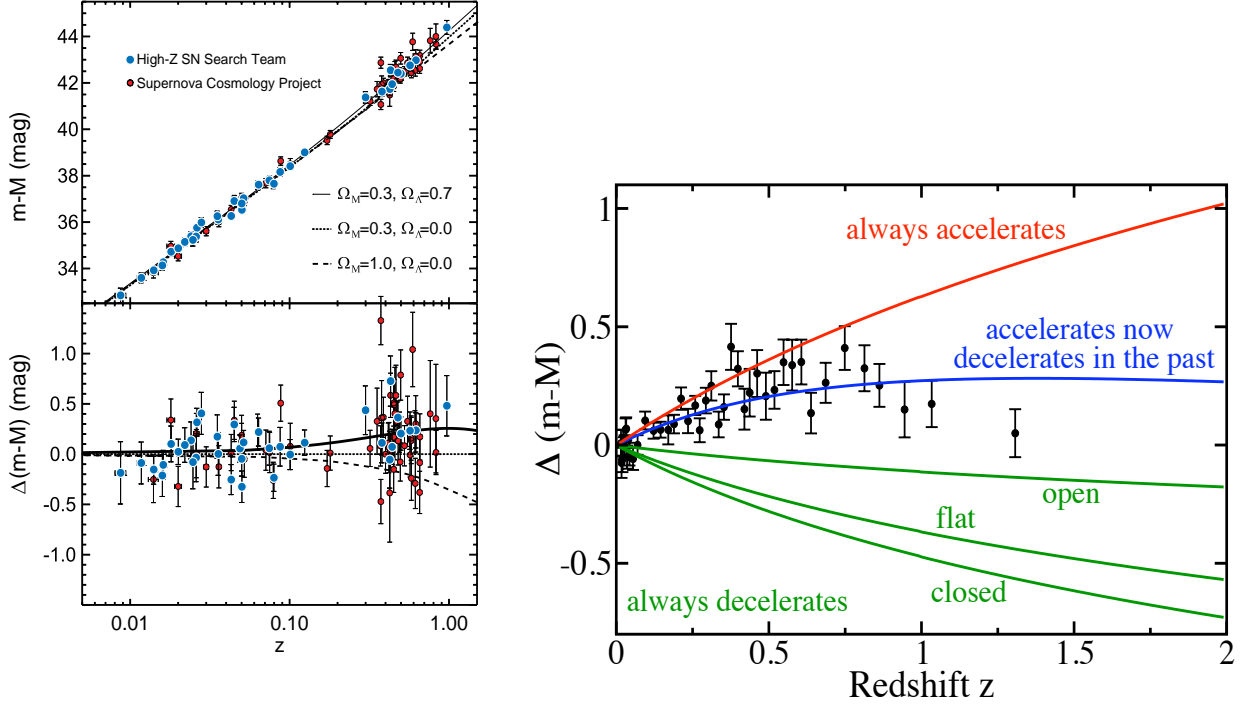 44
42
40
38
36
34
m-M (mag)
High-Z SN Search Team
Supernova Cosmology Project
Ω_M=0.3, Ω_Λ=0.7
Ω_M=0.3, Ω_Λ=0.0
Ω_M=1.0, Ω_Λ=0.0
1.0
0.5
0.0
-0.5
-1.0
Δ(m-M) (mag)
0.01
0.10
1.00
z
1
0.5
0
-0.5
Δ (m-M)
always accelerates
accelerates now
decelerates in the past
open
flat
closed
always decelerates
0
0.5
1
1.5
2
Redshift z